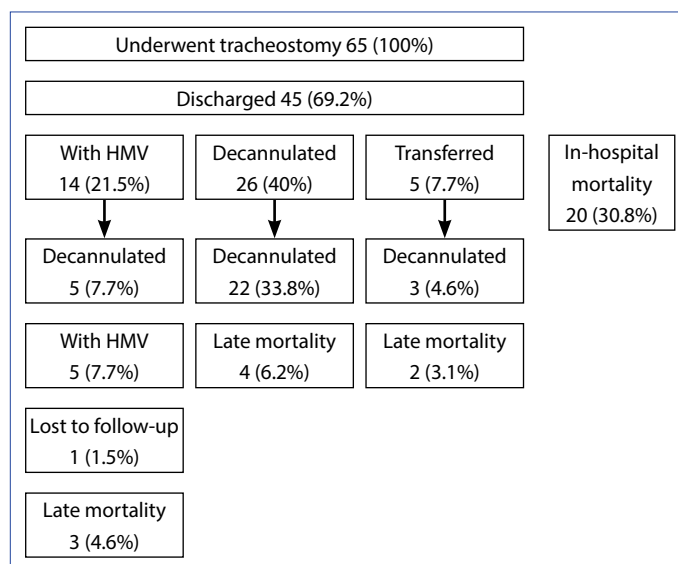 Underwent tracheostomy 65 (100%)
Discharged 45 (69.2%)
With HMV
14 (21.5%)
Decannulated
26 (40%)
Transferred
5 (7.7%)
In-hospital
mortality
20 (30.8%)
Decannulated
5 (7.7%)
Decannulated
22 (33.8%)
Decannulated
3 (4.6%)
With HMV
5 (7.7%)
Late mortality
4 (6.2%)
Late mortality
2 (3.1%)
Lost to follow-up
1 (1.5%)
Late mortality
3 (4.6%)